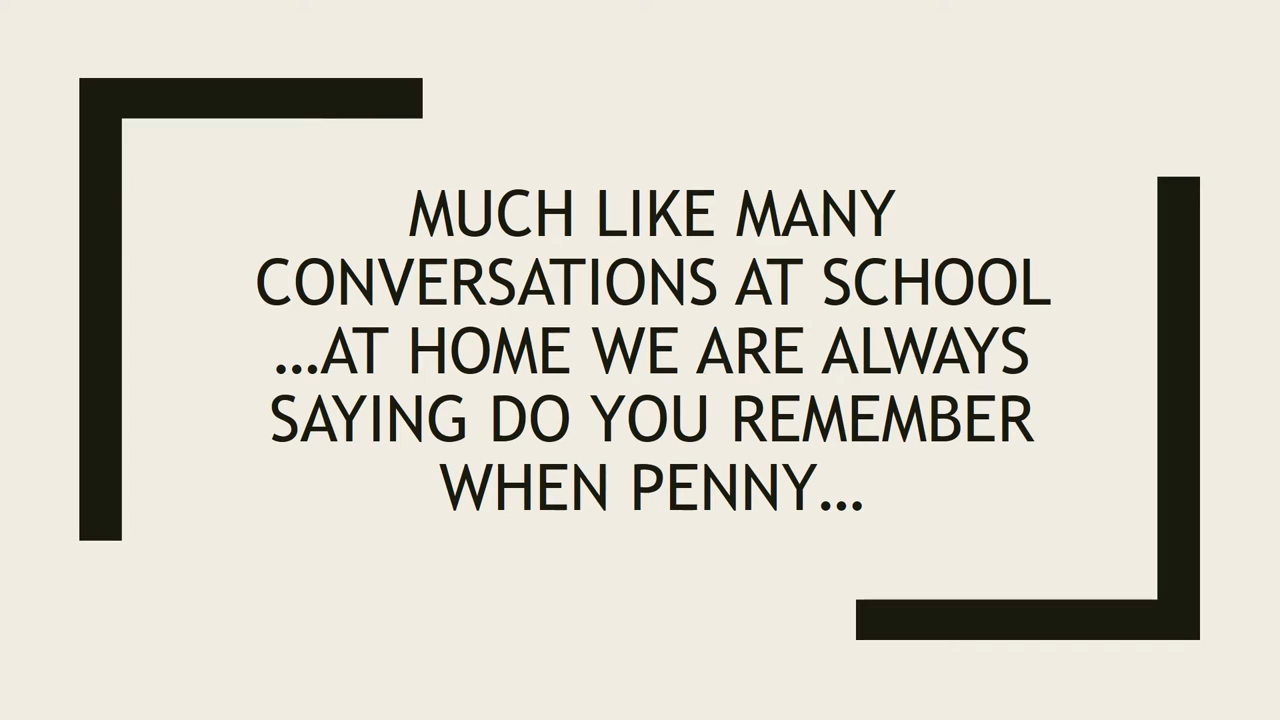 MUCH LIKE MANY
CONVERSATIONS AT SCHOOL
…AT HOME WE ARE ALWAYS
SAYING DO YOU REMEMBER
WHEN PENNY…